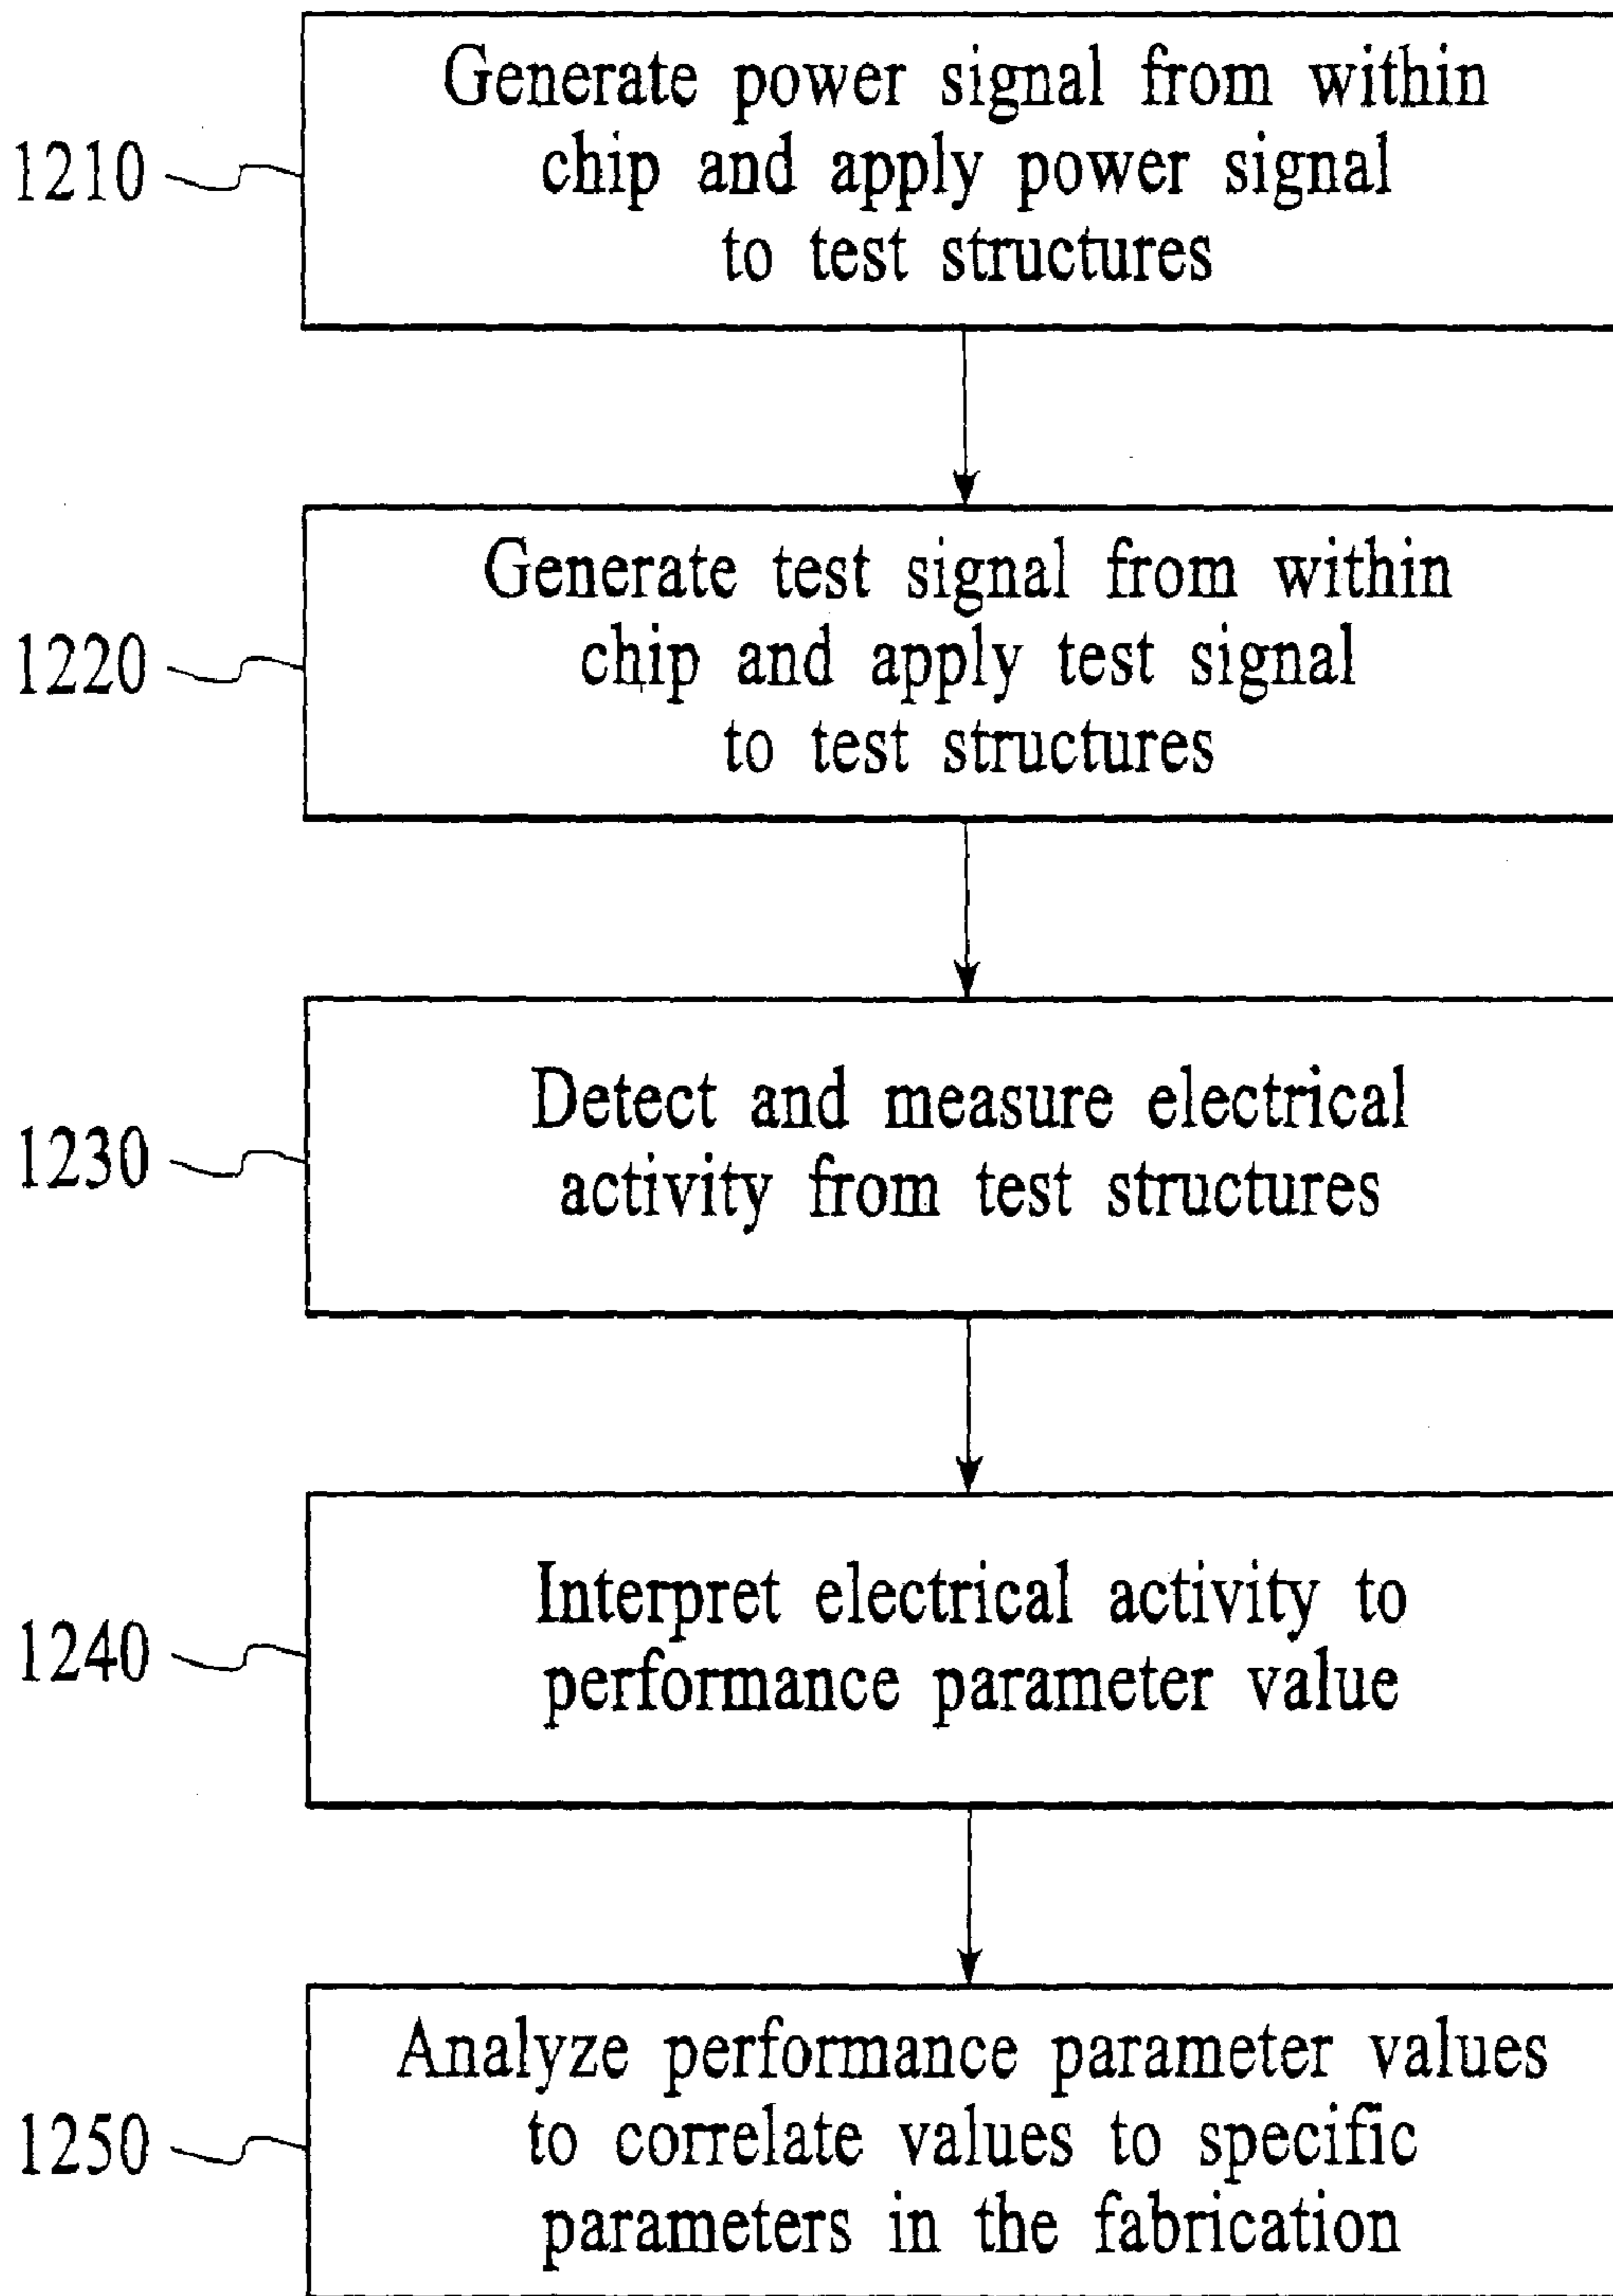 Generate power signal from within
1210 chip and apply power signal
to test structures
Generate test signal from within
1220 chip and apply test signal
to test structures
Detect and measure electrical
1230 activity from test structures
Interpret electrical activity to
1240 performance parameter value
Analyze performance parameter values
1250 to correlate values to specific
parameters in the fabrication